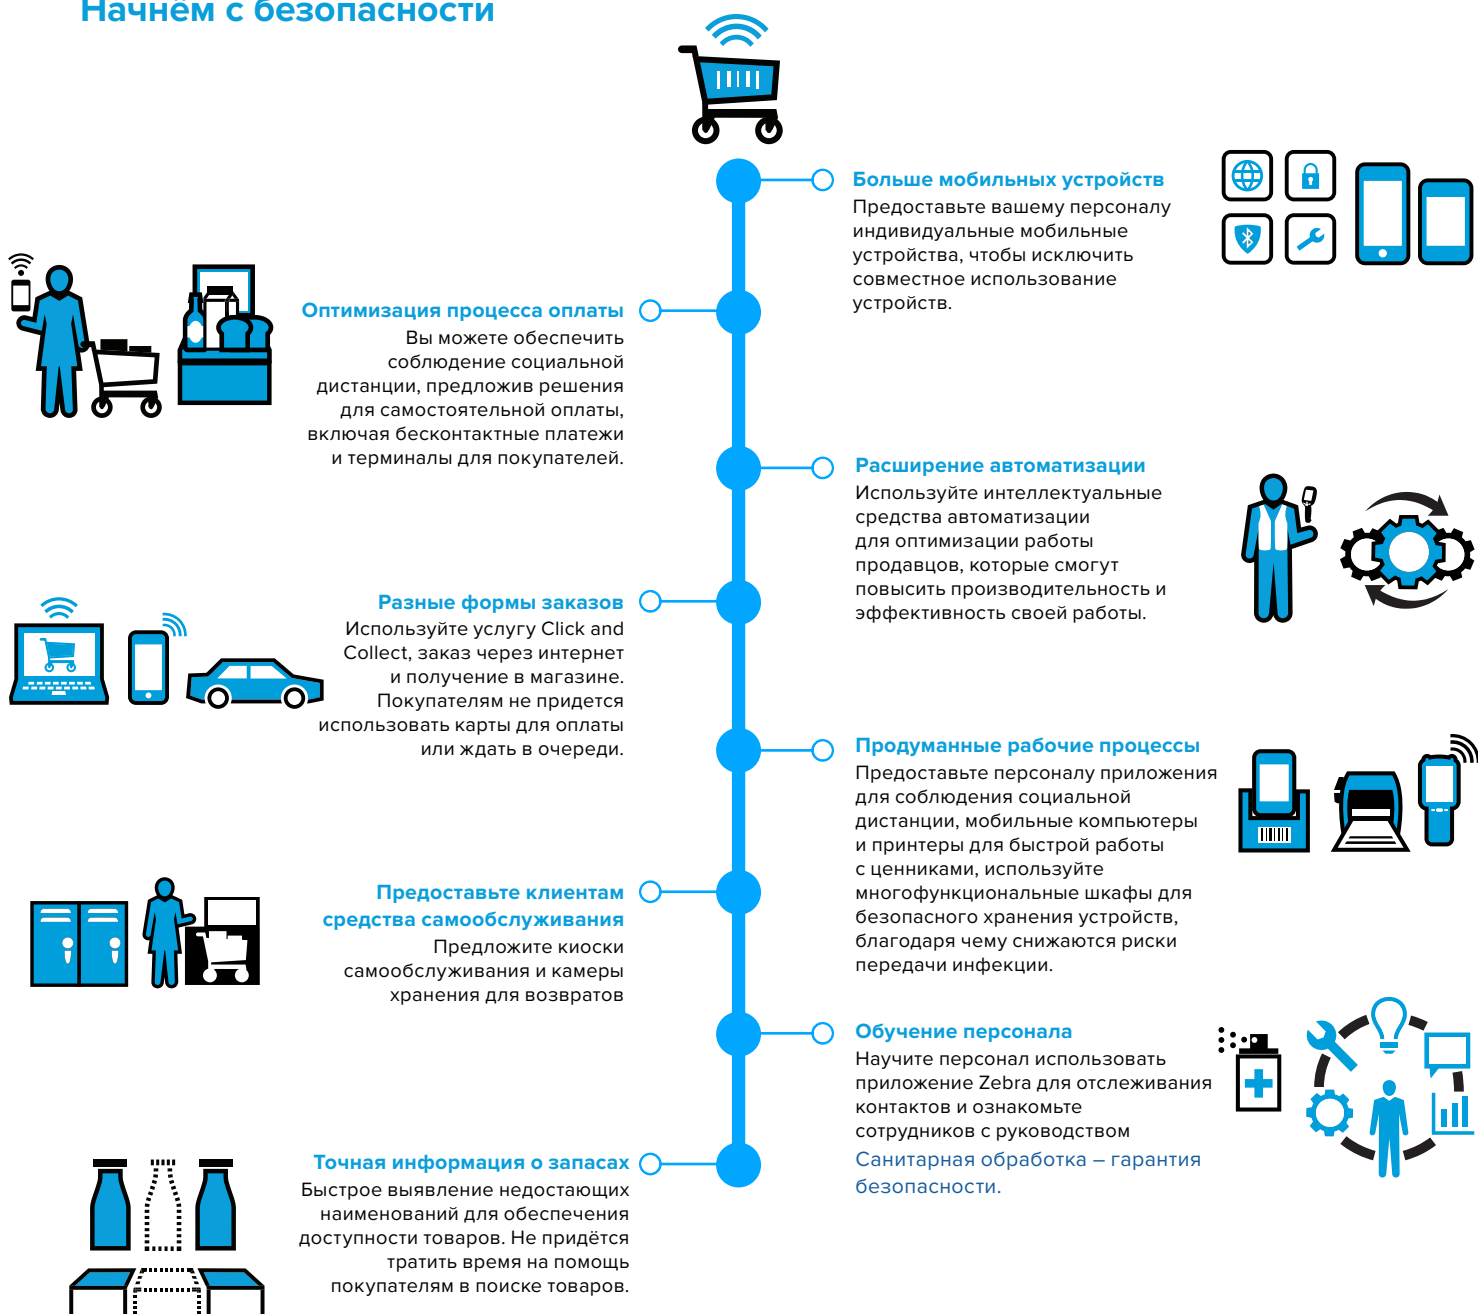 Начнём с безопасности
Больше мобильных устройств
Предоставьте вашему персоналу
индивидуальные мобильные
устройства, чтобы исключить
совместное использование
устройств.
Оптимизация процесса оплаты
Вы можете обеспечить
соблюдение социальной
дистанции, предложив решения
для самостоятельной оплаты,
включая бесконтактные платежи
и терминалы для покупателей.
Расширение автоматизации
Используйте интеллектуальные
средства автоматизации
для оптимизации работы
продавцов, которые смогут
повысить производительность и
эффективность своей работы.
Разные формы заказов
Используйте услугу Click and
Collect, заказ через интернет
и получение в магазине.
Покупателям не придется
использовать карты для оплаты
или ждать в очереди.
Продуманные рабочие процессы
Предоставьте персоналу приложения
для соблюдения социальной
дистанции, мобильные компьютеры
и принтеры для быстрой работы
с ценниками, используйте
многофункциональные шкафы для
безопасного хранения устройств,
благодаря чему снижаются риски
передачи инфекции.
Предоставьте клиентам
средства самообслуживания
Предложите киоски
самообслуживания и камеры
хранения для возвратов
Обучение персонала
Научите персонал использовать
приложение Zebra для отслеживания
контактов и ознакомьте
сотрудников с руководством
Санитарная обработка – гарантия
безопасности.
Точная информация о запасах
Быстрое выявление недостающих
наименований для обеспечения
доступности товаров. Не придётся
тратить время на помощь
покупателям в поиске товаров.